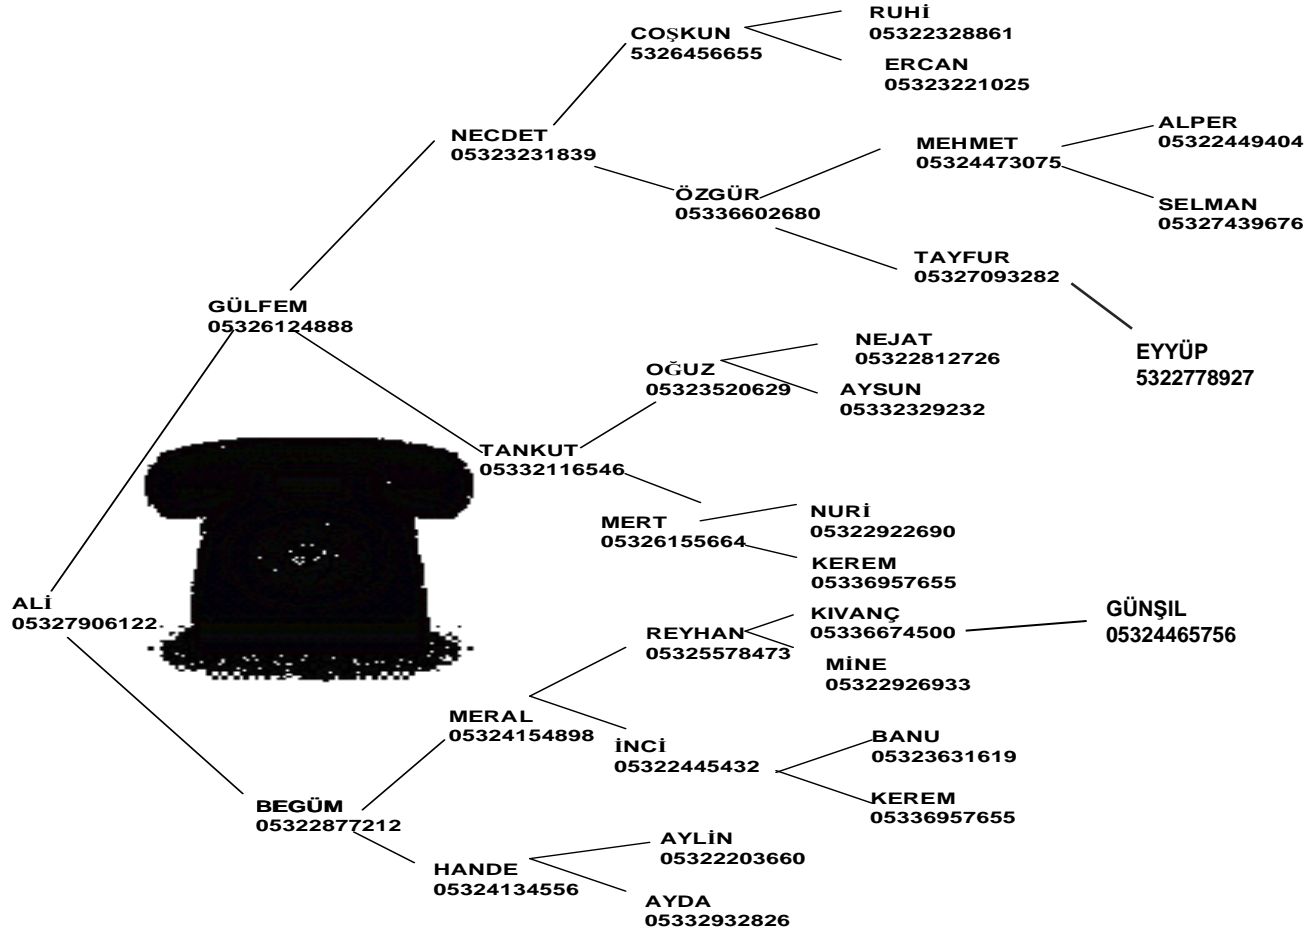 COŞKUN
5326456655
RUHİ
05322328861
ERCAN
05323221025
NECDET
05323231839
ÖZGÜR
05336602680
MEHMET
05324473075
ALPER
05322449404
SELMAN
05327439676
TAYFUR
05327093282
EYYÜP
5322778927
GÜLFEM
05326124888
OĞUZ
05323520629
NEJAT
05322812726
AYSUN
05332329232
TANKUT
05332116546
MERT
05326155664
NURİ
05322922690
KEREM
05336957655
ALİ
05327906122
REYHAN
05325578473
KIVANÇ
05336674500
GÜNŞIL
05324465756
MİNE
05322926933
MERAL
05324154898
İNCİ
05322445432
BANU
05323631619
KEREM
05336957655
BEGÜM
05322877212
HANDE
05324134556
AYLİN
05322203660
AYDA
05332932826